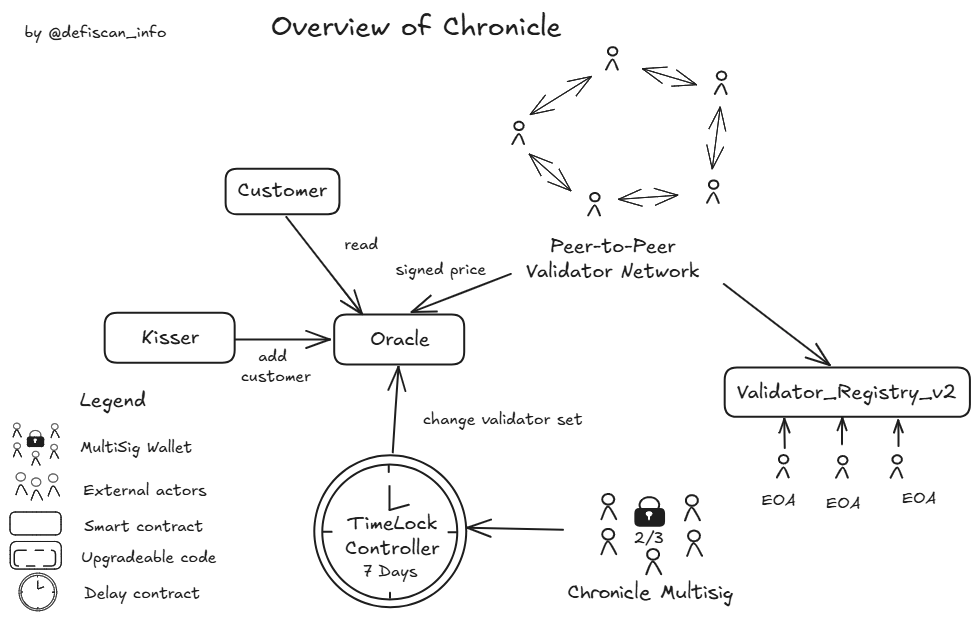 by @defiscan_info
Overview of Chronicle
Customer
read
Peer-to-Peer
Validator Network
signed price
Kisser
add
customer
Oracle
Validator_Registry_v2
change validator set
EOA
EOA
EOA
TimeLock
Controller
7 Days
2/3
Chronicle Multisig
Legend
MultiSig Wallet
External actors
Smart contract
Upgradeable code
Delay contract